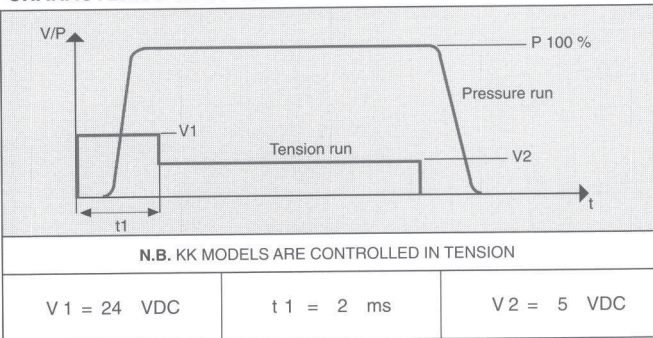 V/P
P 100 %
Pressure run
V1
Tension run
V2
t
t1
N.B. KK MODELS ARE CONTROLLED IN TENSION
V 1 = 24 VDC
t 1 = 2 ms
V 2 = 5 VDC